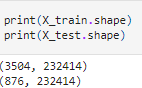 print(X_train.shape)
print(X_test.shape)
(3504, 232414)
(876, 232414)